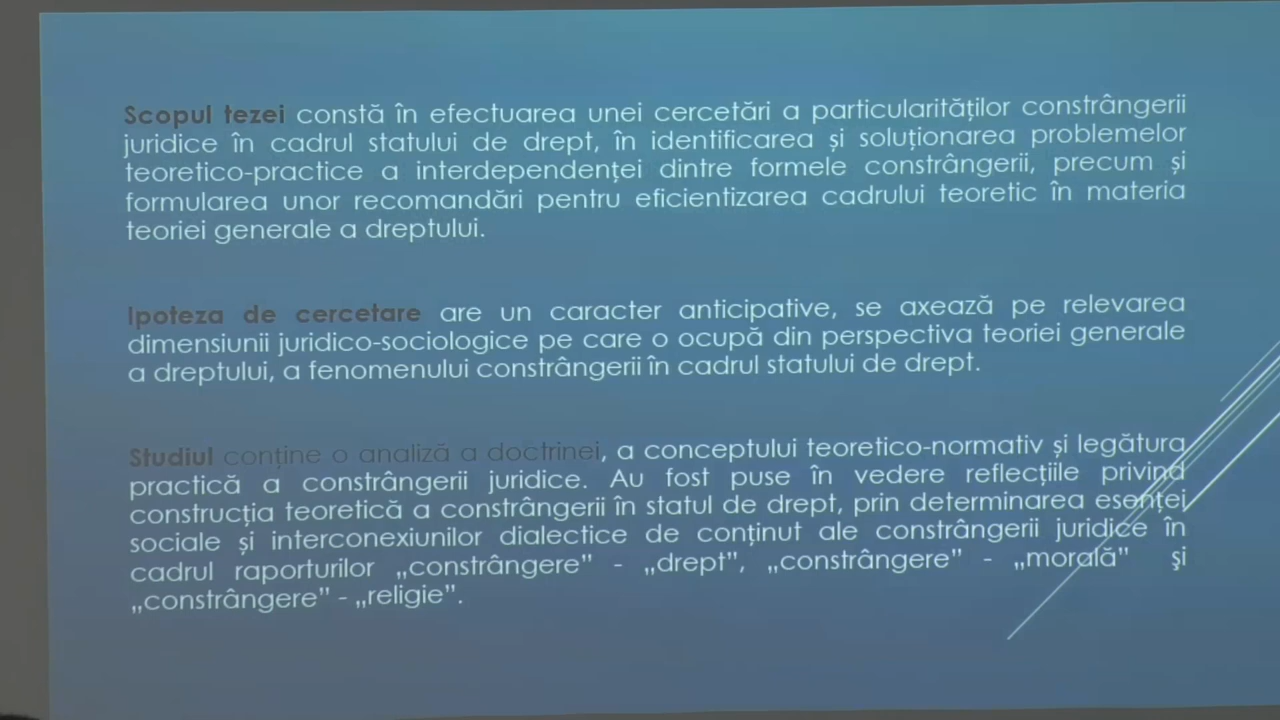 Scopul tezei constă în efectuarea unei cercetări a particularităților constrângerii
juridice în cadrul statului de drept, în identificarea și soluționarea problemelor
teoretico-practice a interdependenței dintre formele constrângerii, precum și
formularea unor recomandări pentru eficientizarea cadrului teoretic în materia
teoriei generale a dreptului.
Ipoteza de cercetare are un caracter anticipative, se axează pe relevarea
dimensiunii juridico-sociologice pe care o ocupă din perspectiva teoriei generale
a dreptului, a fenomenului constrângerii în cadrul statului de drept.
Studiul conține o analiză a doctrinei, a conceptului teoretico-normativ și legătura
practică a constrângerii juridice. Au fost puse în vedere reflecțiile privind
construcția teoretică a constrângerii în statul de drept, prin determinarea esenței
sociale și interconexiunilor dialectice de conținut ale constrângerii juridice în
cadrul raporturilor „constrângere” - „drept”, „constrângere” - „morală” şi
„constrângere” - „religie”.